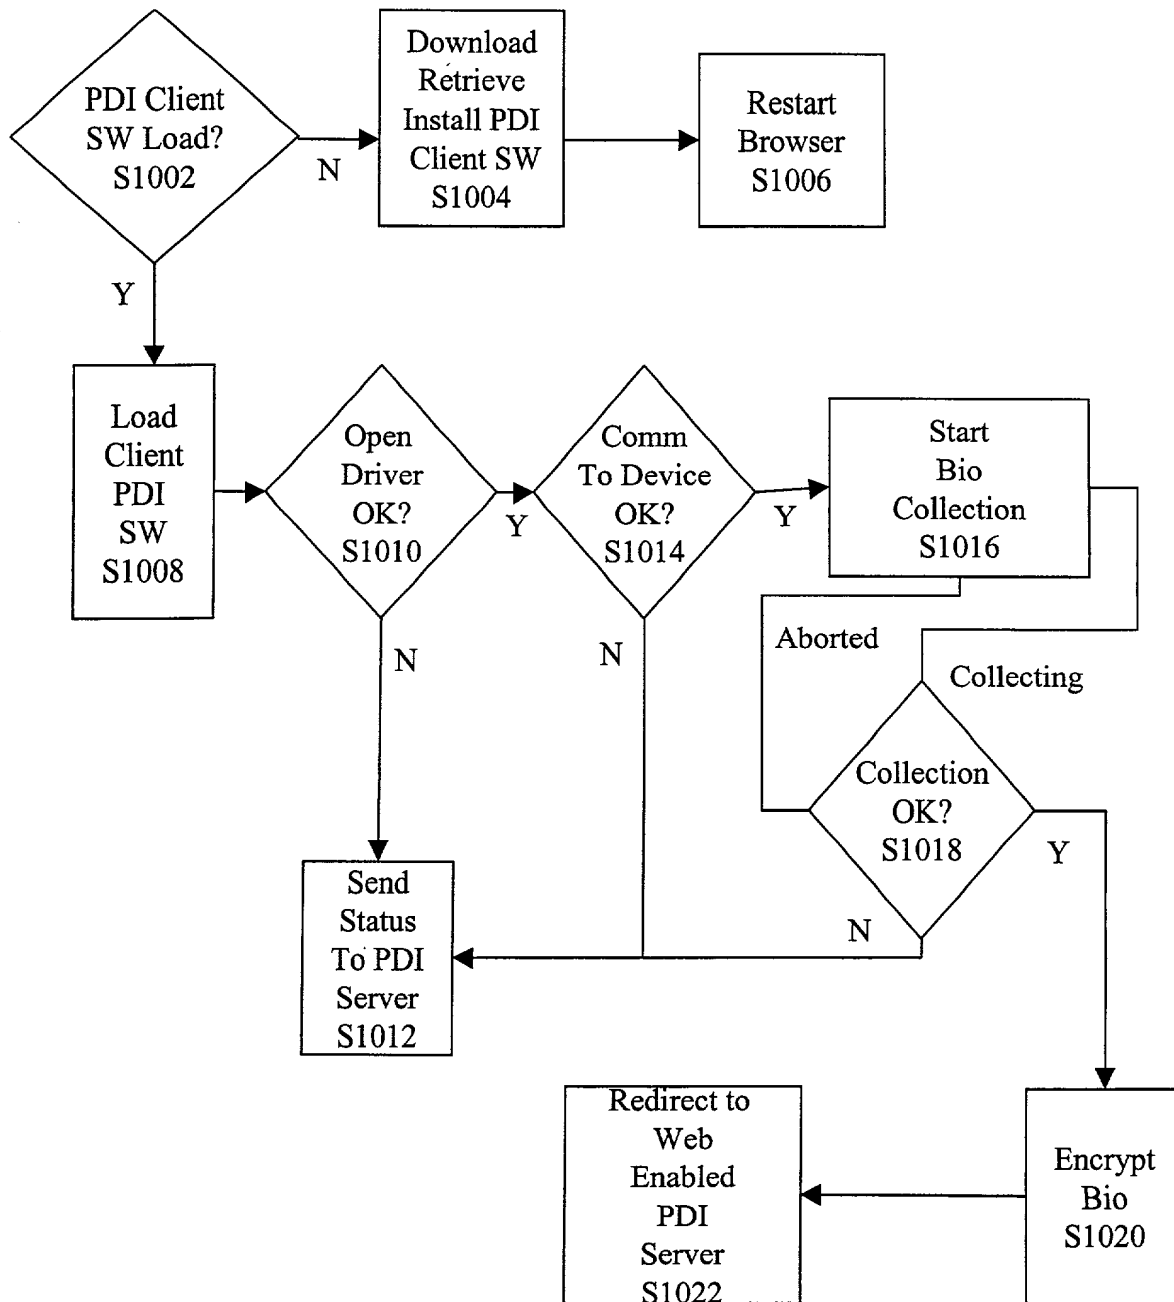 PDI Client
SW Load?
S1002
N
Download
Retrieve
Install PDI
Client SW
S1004
Restart
Browser
S1006
Y
Load
Client
PDI
SW
S1008
Open
Driver
OK?
S1010
Y
Comm
To Device
OK?
S1014
Y
Start
Bio
Collection
S1016
N
N
Aborted
Collecting
Collection
OK?
S1018
Y
N
Send
Status
To PDI
Server
S1012
Redirect to
Web
Enabled
PDI
Server
S1022
Encrypt
Bio
S1020